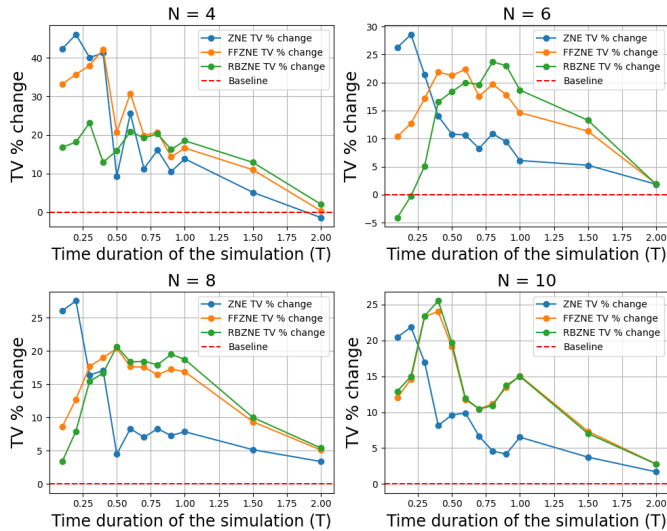 N = 4
TV % change
40
30
20
10
0
ZNE TV % change
FFZNE TV % change
RBZNE TV % change
Baseline
0.25 0.50 0.75 1.00 1.25 1.50 1.75 2.00
Time duration of the simulation (T)
N = 6
TV % change
30
25
20
15
10
5
0
−5
ZNE TV % change
FFZNE TV % change
RBZNE TV % change
Baseline
0.25 0.50 0.75 1.00 1.25 1.50 1.75 2.00
Time duration of the simulation (T)
N = 8
TV % change
25
20
15
10
5
0
ZNE TV % change
FFZNE TV % change
RBZNE TV % change
Baseline
0.25 0.50 0.75 1.00 1.25 1.50 1.75 2.00
Time duration of the simulation (T)
N = 10
TV % change
25
20
15
10
5
0
ZNE TV % change
FFZNE TV % change
RBZNE TV % change
Baseline
0.25 0.50 0.75 1.00 1.25 1.50 1.75 2.00
Time duration of the simulation (T)